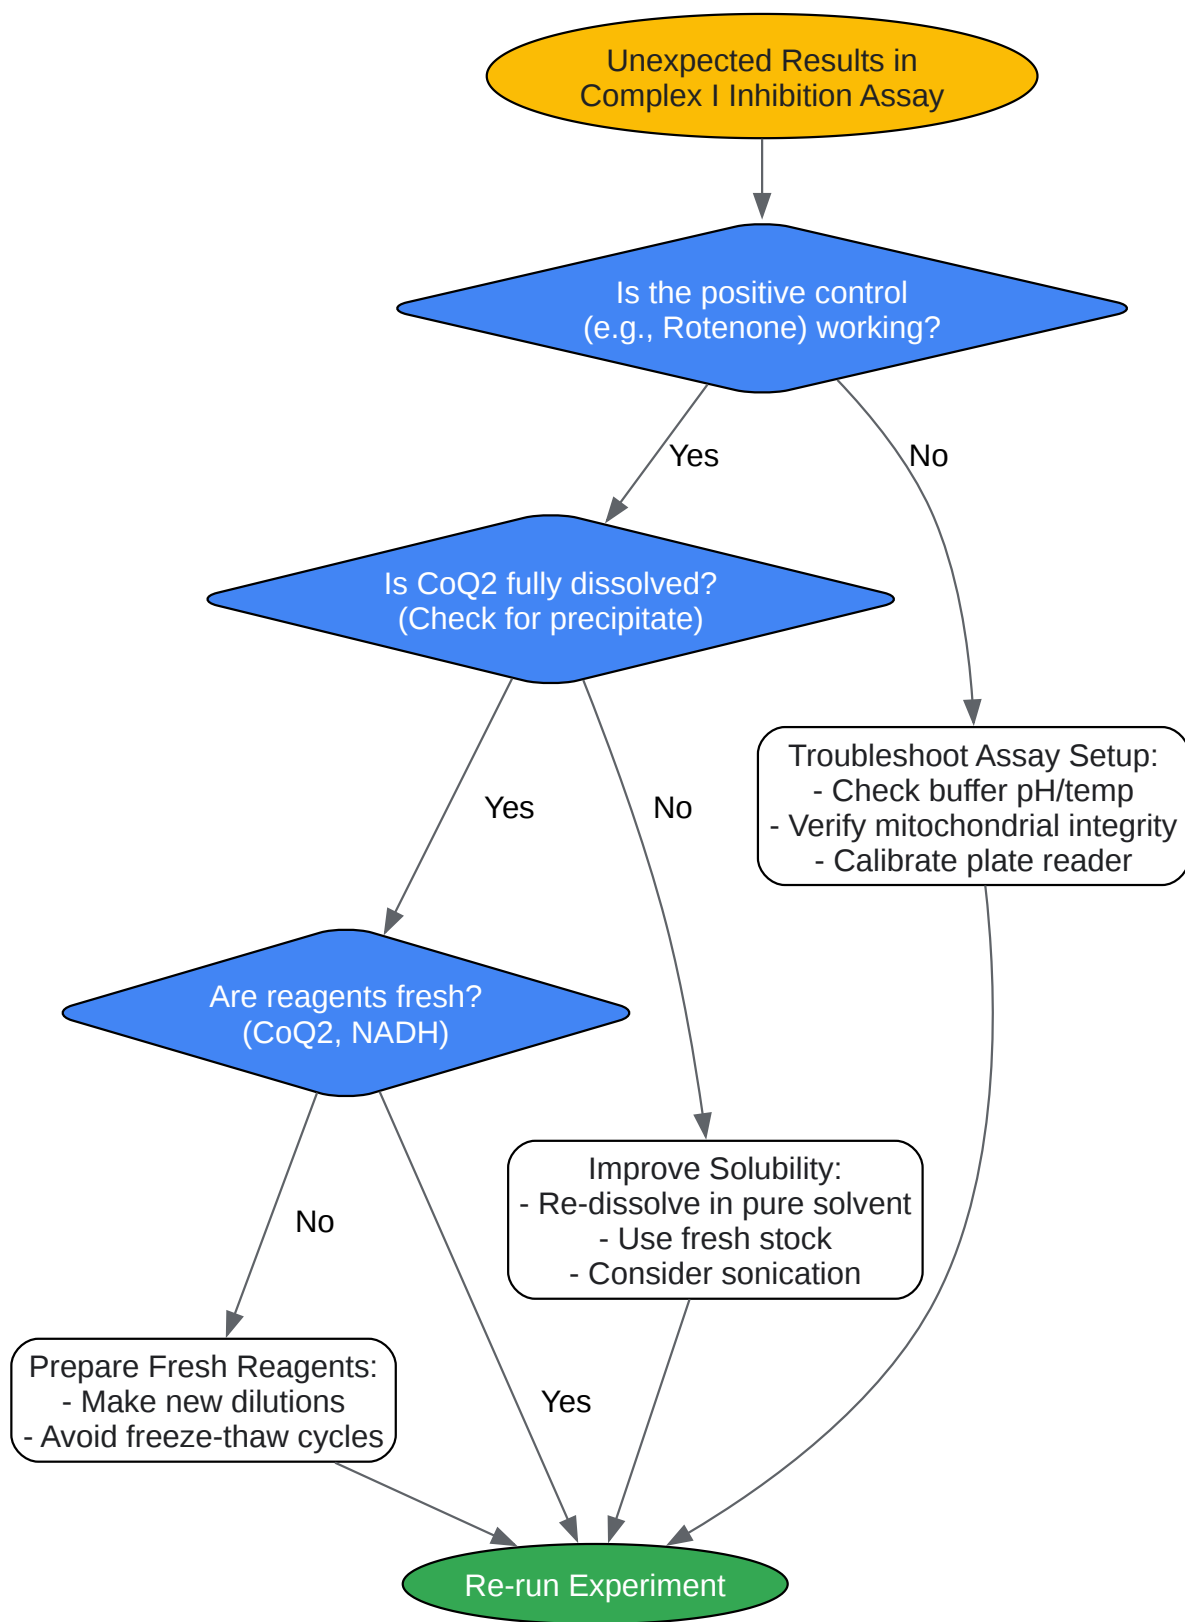 Unexpected Results in
Complex I Inhibition Assay
Is the positive control
(e.g., Rotenone) working?
Yes
No
Is CoQ2 fully dissolved?
(Check for precipitate)
Troubleshoot Assay Setup:
- Check buffer pH/temp
- Verify mitochondrial integrity
- Calibrate plate reader
Yes
No
Are reagents fresh?
(CoQ2, NADH)
Improve Solubility:
- Re-dissolve in pure solvent
- Use fresh stock
- Consider sonication
No
Yes
Prepare Fresh Reagents:
- Make new dilutions
- Avoid freeze-thaw cycles
Re-run Experiment